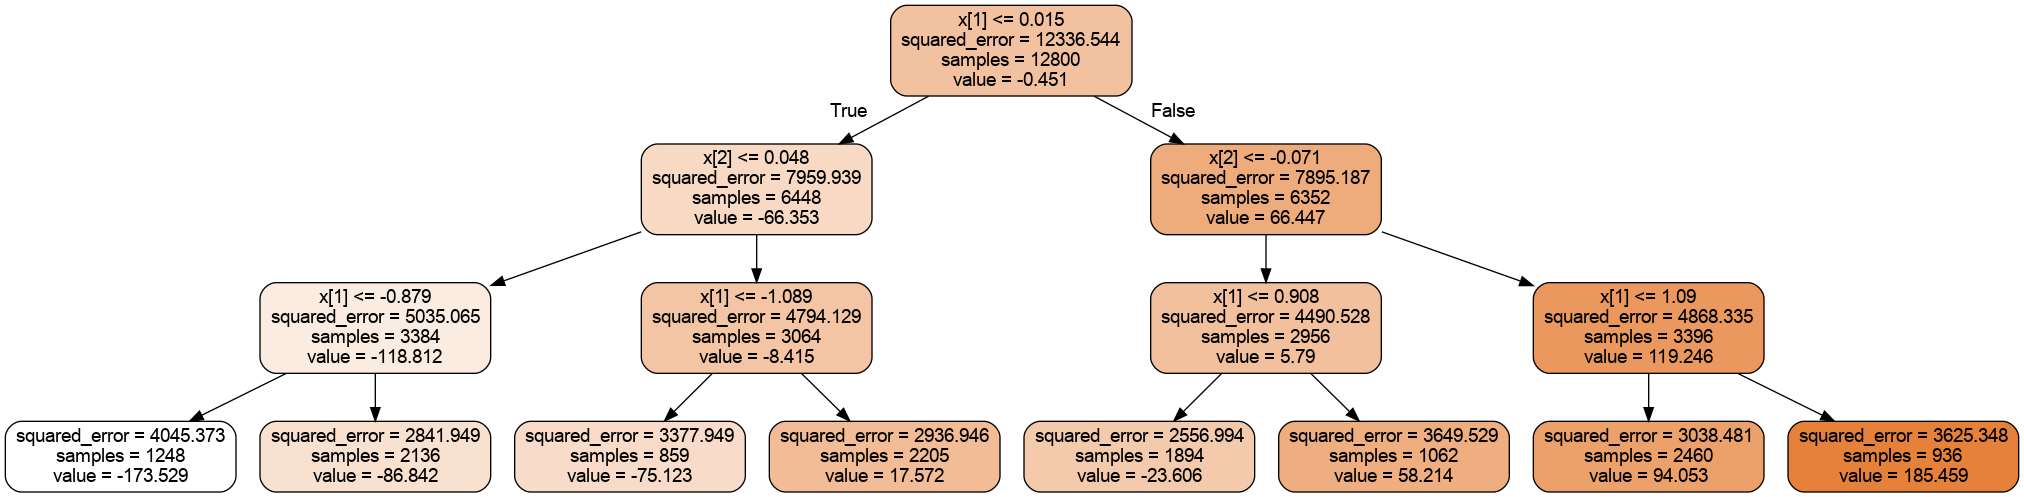 x[1] <= 0.015
squared_error = 12336.544
samples = 12800
value = -0.451
True
False
x[2] <= 0.048
squared_error = 7959.939
samples = 6448
value = -66.353
x[2] <= -0.071
squared_error = 7895.187
samples = 6352
value = 66.447
x[1] <= -0.879
squared_error = 5035.065
samples = 3384
value = -118.812
x[1] <= -1.089
squared_error = 4794.129
samples = 3064
value = -8.415
x[1] <= 0.908
squared_error = 4490.528
samples = 2956
value = 5.79
x[1] <= 1.09
squared_error = 4868.335
samples = 3396
value = 119.246
squared_error = 4045.373
samples = 1248
value = -173.529
squared_error = 2841.949
samples = 2136
value = -86.842
squared_error = 3377.949
samples = 859
value = -75.123
squared_error = 2936.946
samples = 2205
value = 17.572
squared_error = 2556.994
samples = 1894
value = -23.606
squared_error = 3649.529
samples = 1062
value = 58.214
squared_error = 3038.481
samples = 2460
value = 94.053
squared_error = 3625.348
samples = 936
value = 185.459